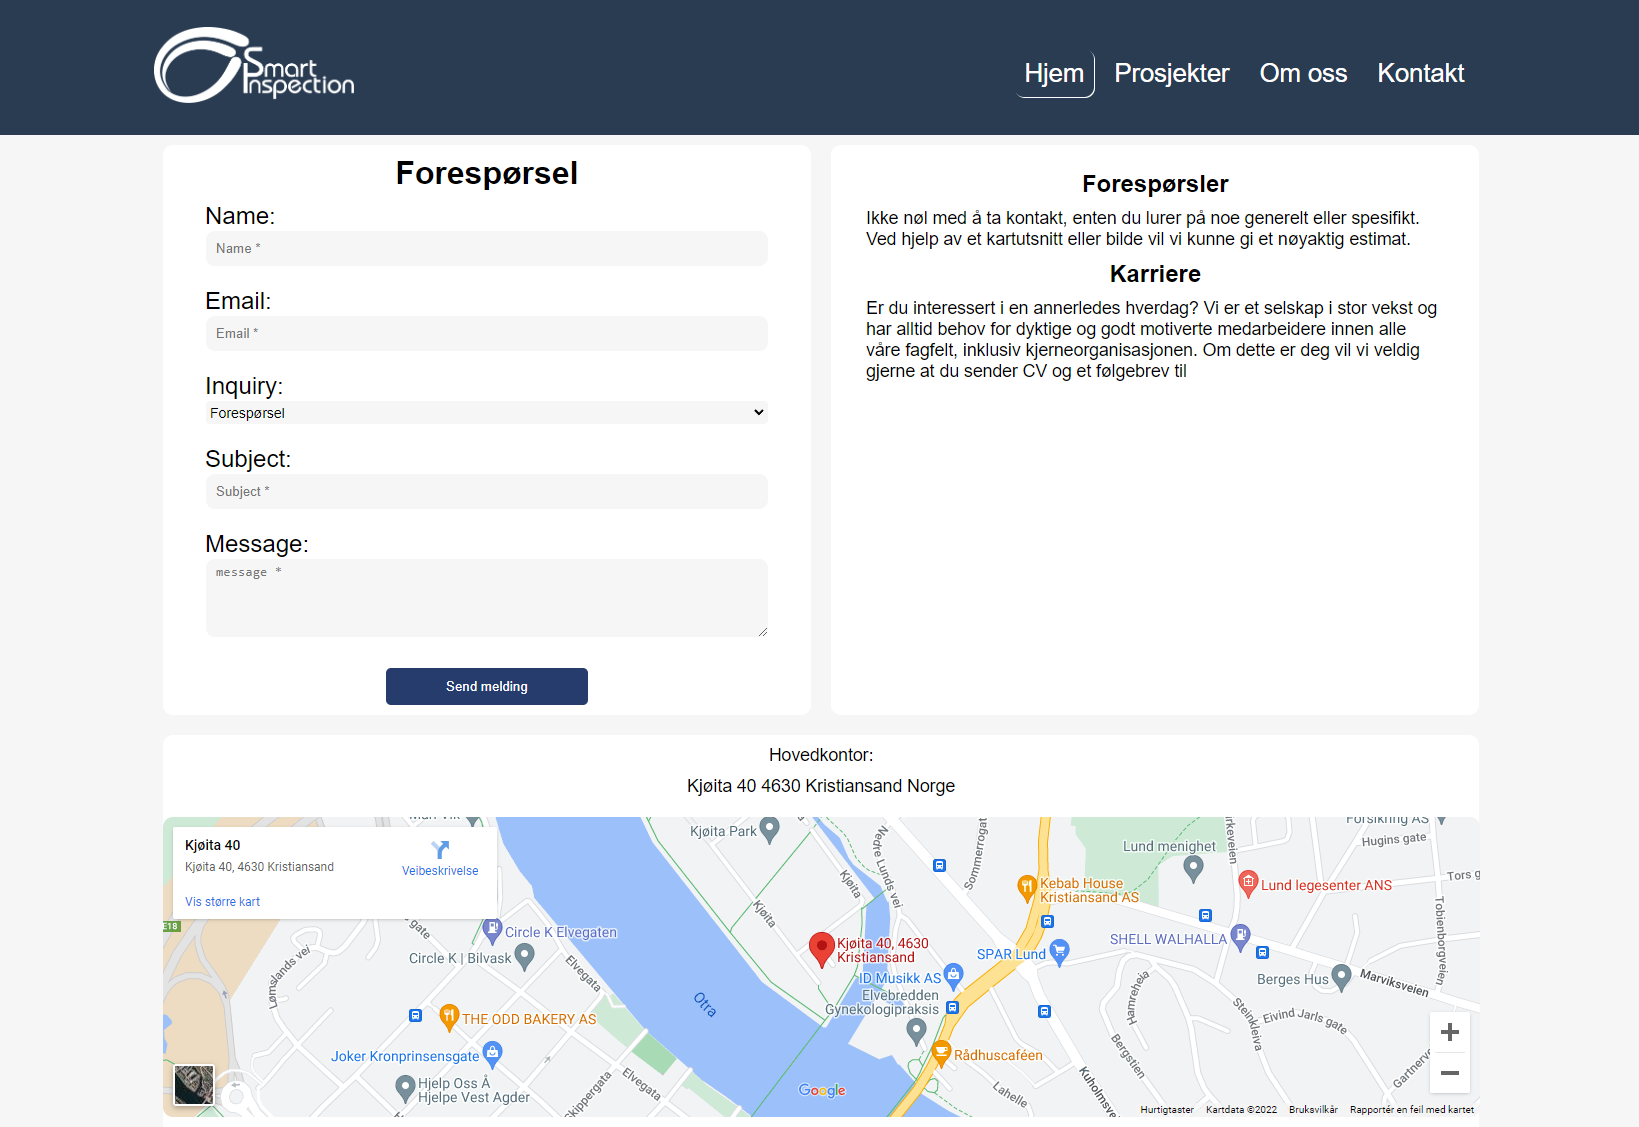 Smart
Inspection
Hjem
Prosjekter
Om oss
Kontakt
Forespørsel
Name:
Name *
Email:
Email *
Inquiry:
Forespørsel
Subject:
Subject *
Message:
message *
Send melding
Forespørsler
Ikke nøl med å ta kontakt, enten du lurer på noe generelt eller spesifikt.
Ved hjelp av et kartutsnitt eller bilde vil vi kunne gi et nøyaktig estimat.
Karriere
Er du interessert i en annerledes hverdag? Vi er et selskap i stor vekst og
har alltid behov for dyktige og godt motiverte medarbeidere innen alle
våre fagfelt, inklusiv kjerneorganisasjonen. Om dette er deg vil vi veldig
gjerne at du sender CV og et følgebrev til
Hovedkontor:
Kjøita 40 4630 Kristiansand Norge
Kjøita 40
Kjøita 40, 4630 Kristiansand
Veibeskrivelse
Vis større kart
E18
Kjøita Park
Nedre Lunds vei
Sommerrogat
Kjøita
Kjøita
Lund menighet
Forsikring AS
Hugins gate
Tors g
Kebab House
Kristiansand AS
Lund legesenter ANS
Tobienborgveien
gate
Circle K Elvegaten
Circle K | Bilvask
Elvegata
Kjøita 40, 4630
Kristiansand
SPAR Lund
SHELL WALHALLA
Berges Hus
Marviksveien
Lømslands vei
ID Musikk AS
Elvebredden
Gynekologipraksis
Otra
Hamreheia
Steinkleiva
Eivind Jarls gate
THE ODD BAKERY AS
Joker Kronprinsensgate
Rådhuscaféen
Bergstien
Gartnerv
Hjelp Oss Å
Hjelpe Vest Agder
Skippergata
Elvegata
Google
Lahelle
Kuholmsve
Hurtigtaster
Kartdata ©2022
Bruksvilkår
Rapportér en feil med kartet